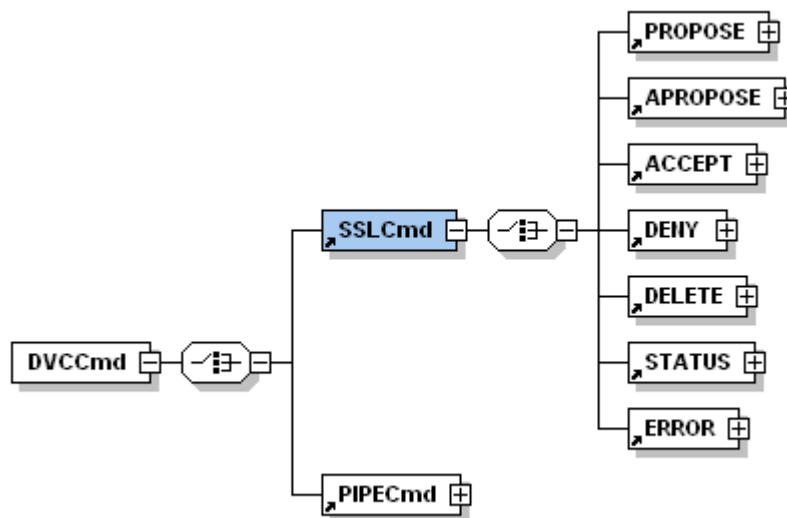 PROPOSE
APROPOSE
ACCEPT
SSLCmd
DENY
DELETE
DVCCmd
STATUS
ERROR
PIPECmd